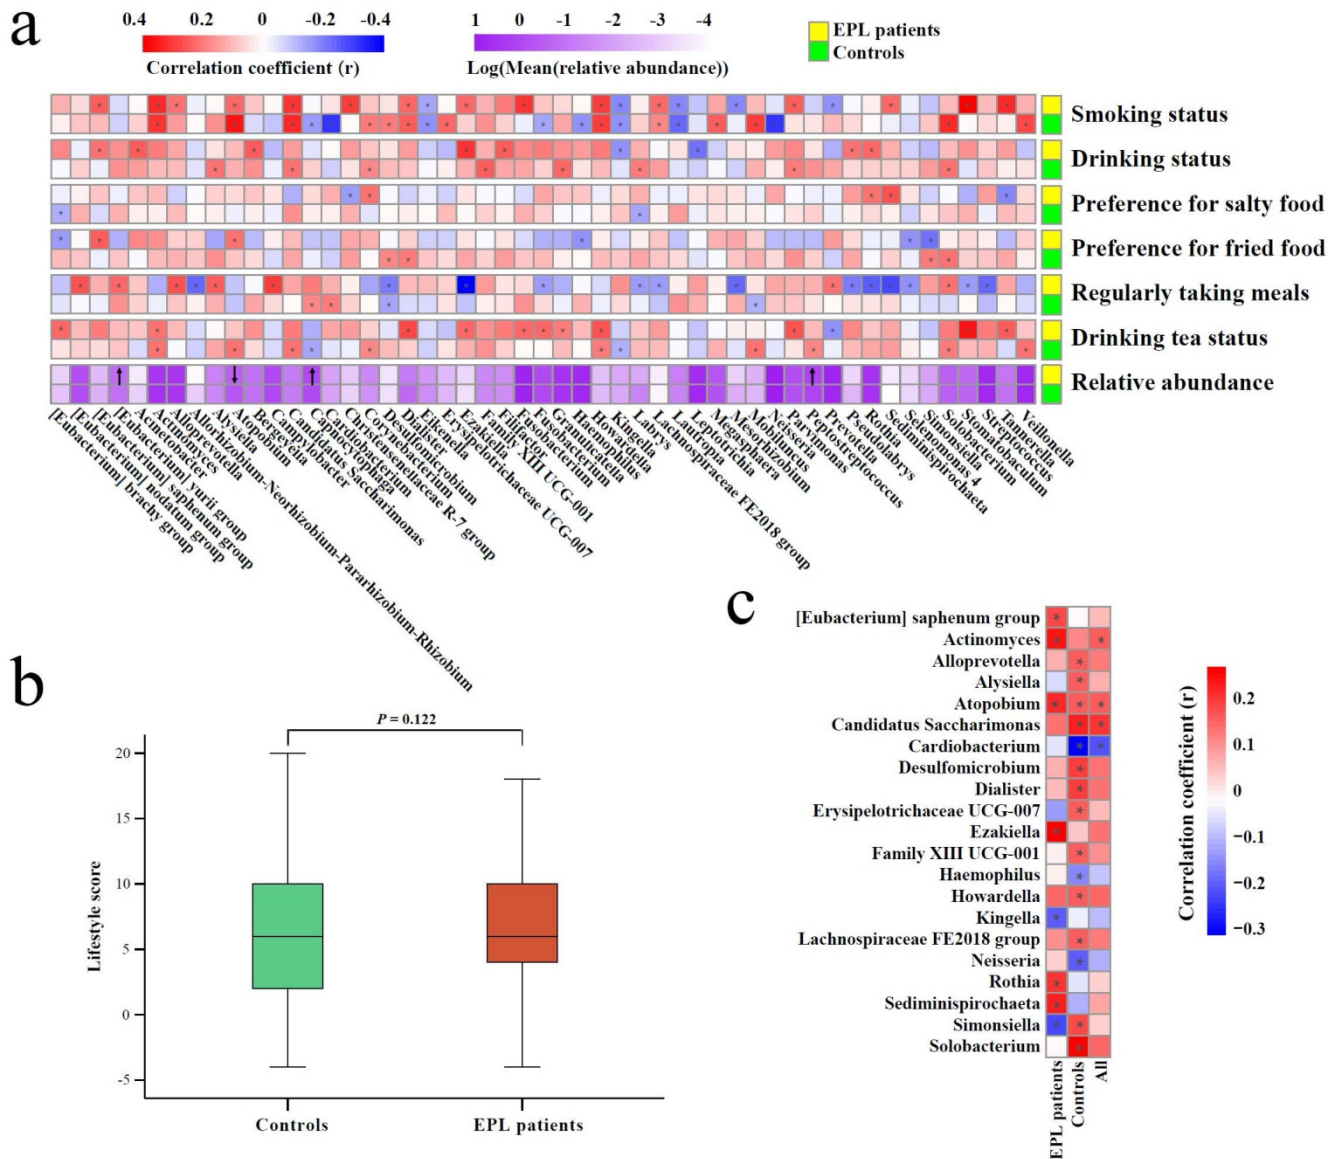 a
0.4 0.2 0 -0.2 -0.4
Correlation coefficient (r)
1 0 -1 -2 -3 -4
Log(Mean(relative abundance))
EPL patients
Controls
Smoking status
Drinking status
Preference for salty food
Preference for fried food
Regularly taking meals
Drinking tea status
Relative abundance
[Eubacterium] brachy group
[Eubacterium] nodatum group
[Eubacterium] saphenum group
[Eubacterium] yurii group
Acinetobacter
Actinomyces
Alloprevotella
Allorhizobium-Neorhizobium-Pararhizobium-Rhizobium
Alysiella
Atopobium
Bergeyella
Campylobacter
Candidatus Saccharimonas
Capnocytophaga
Cardiobacterium
Christensenellaceae R-7 group
Corynebacterium
Desulfomicrobium
Dialister
Eikenella
Erysipelotrichaceae UCG-007
Ezakiella
Family XIII UCG-001
Filifactor
Fusobacterium
Fusobacterium
Granulicatella
Haemophilus
Howardella
Kingella
Labrys
Lachnospiraceae FE2018 group
Lautropia
Leptotrichia
Megasphaera
Mesorhizobium
Mobiluncus
Neisseria
Parvimonas
Peptostreptococcus
Prevotella
Pseudolabrys
Rothia
Sediminispirochaeta
Selenomonas 4
Simonsiella
Solobacterium
Stomatobaculum
Streptococcus
Tannerella
Veillonella
b
P = 0.122
Lifestyle score
20
15
10
5
0
-5
Controls
EPL patients
c
[Eubacterium] saphenum group
Actinomyces
Alloprevotella
Alysiella
Atopobium
Candidatus Saccharimonas
Cardiobacterium
Desulfomicrobium
Dialister
Erysipelotrichaceae UCG-007
Ezakiella
Family XIII UCG-001
Haemophilus
Howardella
Kingella
Lachnospiraceae FE2018 group
Neisseria
Rothia
Sediminispirochaeta
Simonsiella
Solobacterium
EPL patients
Controls
All
Correlation coefficient (r)
0.2
0.1
0
−0.1
−0.2
−0.3